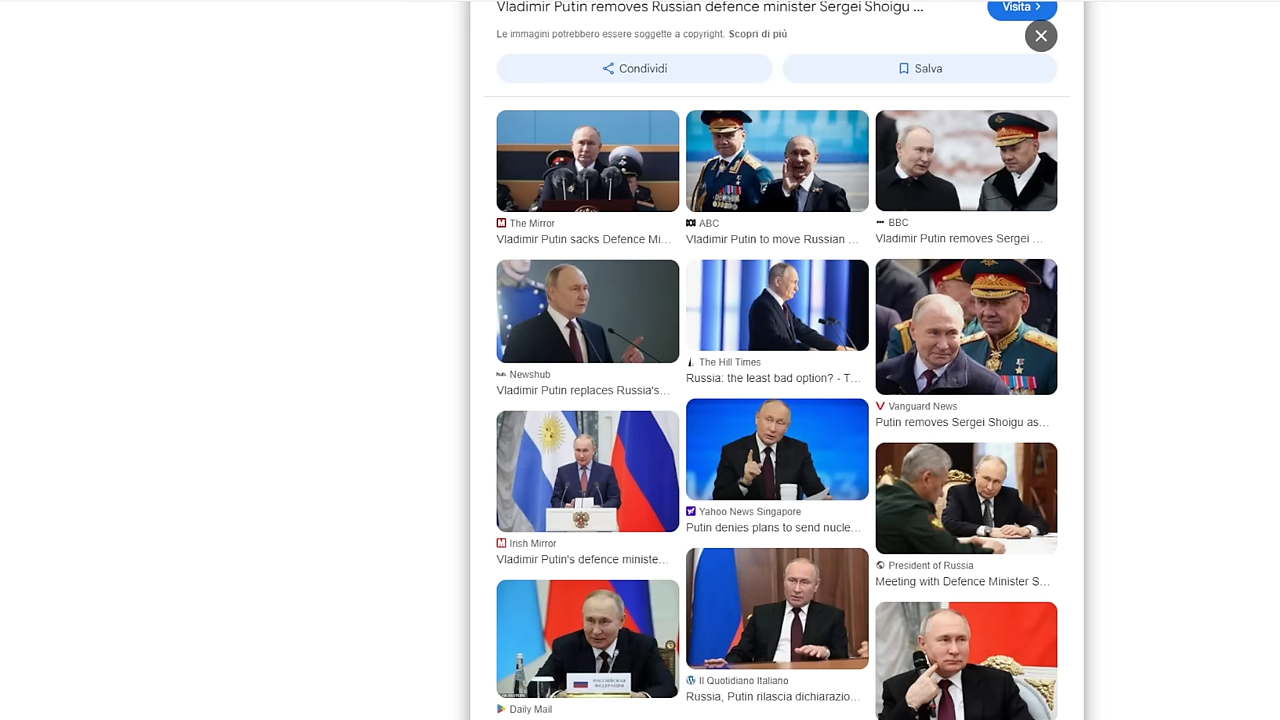 Vladimir Putin removes Russian defence minister Sergei Shoigu ...
Visita
Le immagini potrebbero essere soggette a copyright. Scopri di più
Condividi
Salva
The Mirror
Vladimir Putin sacks Defence Mi...
ABC
Vladimir Putin to move Russian ...
BBC
Vladimir Putin removes Sergei ...
Newshub
Vladimir Putin replaces Russia's...
The Hill Times
Russia: the least bad option? - T...
Vanguard News
Putin removes Sergei Shoigu as...
Irish Mirror
Vladimir Putin's defence ministe...
Yahoo News Singapore
Putin denies plans to send nucle...
President of Russia
Meeting with Defence Minister S...
РОССИЙСКАЯ
ФЕДЕРАЦИЯ
Daily Mail
Il Quotidiano Italiano
Russia, Putin rilascia dichiarazio...